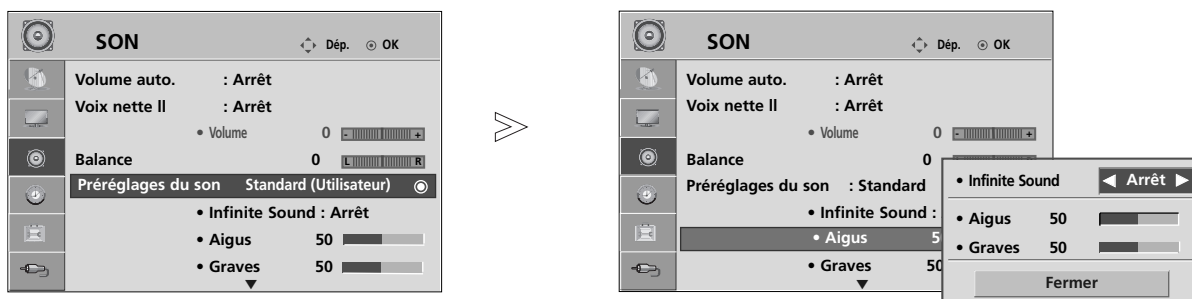 SON
Dép. OK
Volume auto. : Arrêt
Voix nette ll : Arrêt
• Volume 0 - +
Balance 0 L R
Préréglages du son Standard (Utilisateur)
• Infinite Sound : Arrêt
• Aigus 50
• Graves 50
SON
Dép. OK
Volume auto. : Arrêt
Voix nette ll : Arrêt
• Volume 0 - +
Balance 0
Préréglages du son : Standard
• Infinite Sound :
• Aigus 5
• Graves 50
• Infinite Sound ◀ Arrêt ▶
• Aigus 50
• Graves 50
Fermer